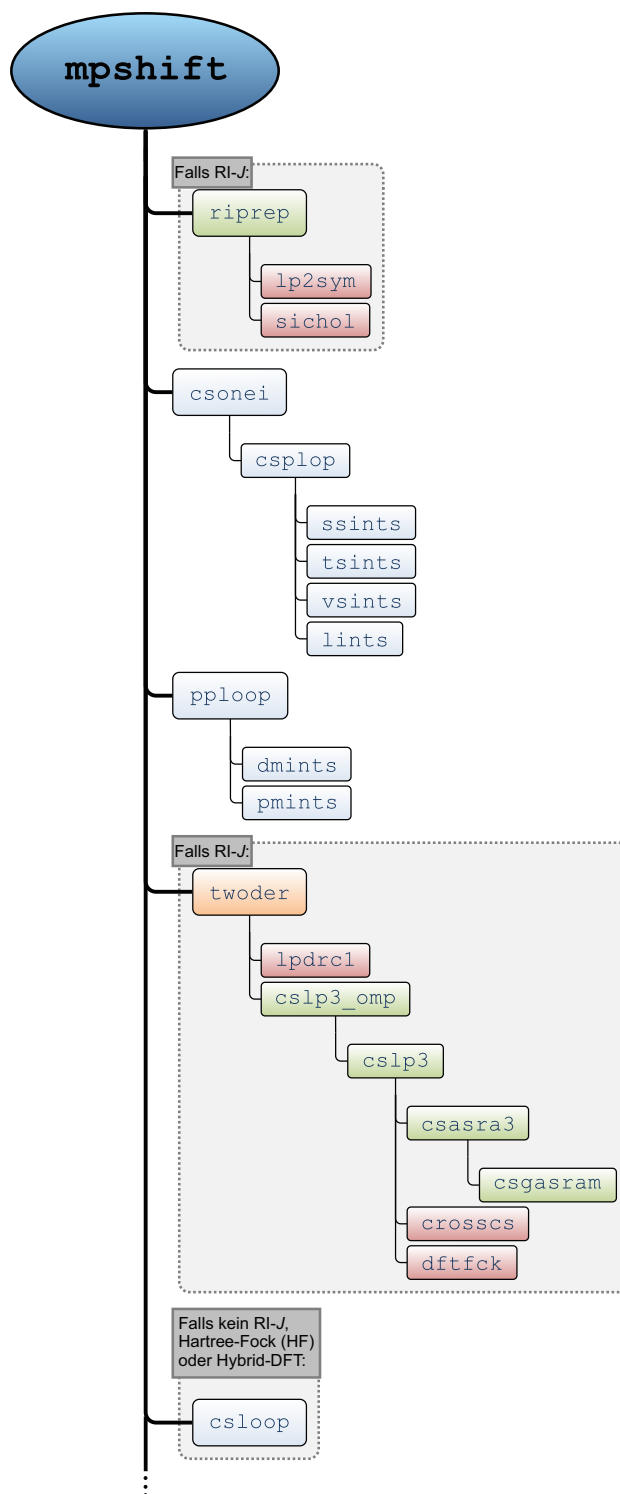 mpshift
Falls RI-J:
riprep
lp2sym
sichol
csonei
csplop
ssints
tsints
vsints
lints
pploop
dmints
pmints
Falls RI-J:
twoder
lpdrc1
cslp3_omp
cslp3
csasra3
csgasram
crosscs
dftfck
Falls kein RI-J,
Hartree-Fock (HF)
oder Hybrid-DFT:
csloop